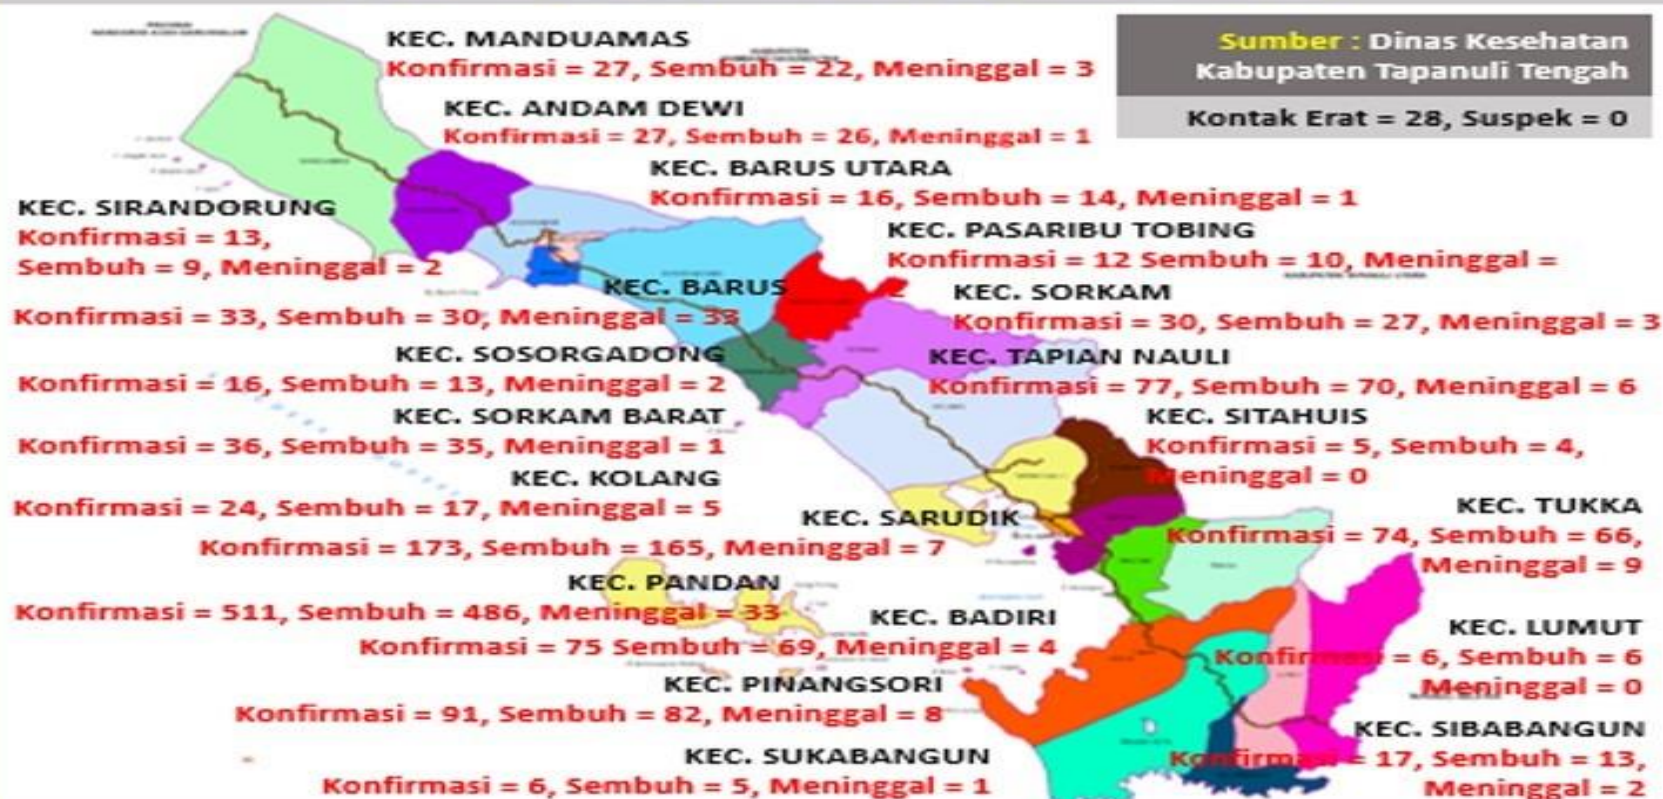 KEC. MANDUAMAS
Konfirmasi = 27, Sembuh = 22, Meninggal = 3
Sumber : Dinas Kesehatan
Kabupaten Tapanuli Tengah
Kontak Erat = 28, Suspek = 0
KEC. ANDAM DEWI
Konfirmasi = 27, Sembuh = 26, Meninggal = 1
KEC. BARUS UTARA
Konfirmasi = 16, Sembuh = 14, Meninggal = 1
KEC. SIRANDORUNG
Konfirmasi = 13,
Sembuh = 9, Meninggal = 2
KEC. PASARIBU TOBING
Konfirmasi = 12 Sembuh = 10, Meninggal =
2
KEC. BARUS
Konfirmasi = 33, Sembuh = 30, Meninggal = 33
KEC. SORKAM
Konfirmasi = 30, Sembuh = 27, Meninggal = 3
KEC. SOSORGADONG
Konfirmasi = 16, Sembuh = 13, Meninggal = 2
KEC. TAPIAN NAULI
Konfirmasi = 77, Sembuh = 70, Meninggal = 6
KEC. SORKAM BARAT
Konfirmasi = 36, Sembuh = 35, Meninggal = 1
KEC. SITAHUIS
Konfirmasi = 5, Sembuh = 4,
Meninggal = 0
KEC. KOLANG
Konfirmasi = 24, Sembuh = 17, Meninggal = 5
KEC. SARUDIK
Konfirmasi = 173, Sembuh = 165, Meninggal = 7
KEC. TUKKA
Konfirmasi = 74, Sembuh = 66,
Meninggal = 9
KEC. PANDAN
Konfirmasi = 511, Sembuh = 486, Meninggal = 33
KEC. BADIRI
Konfirmasi = 75 Sembuh = 69, Meninggal = 4
KEC. LUMUT
Konfirmasi = 6, Sembuh = 6
Meninggal = 0
KEC. PINANGSORI
Konfirmasi = 91, Sembuh = 82, Meninggal = 8
KEC. SIBABANGUN
Konfirmasi = 17, Sembuh = 13,
Meninggal = 2
KEC. SUKABANGUN
Konfirmasi = 6, Sembuh = 5, Meninggal = 1